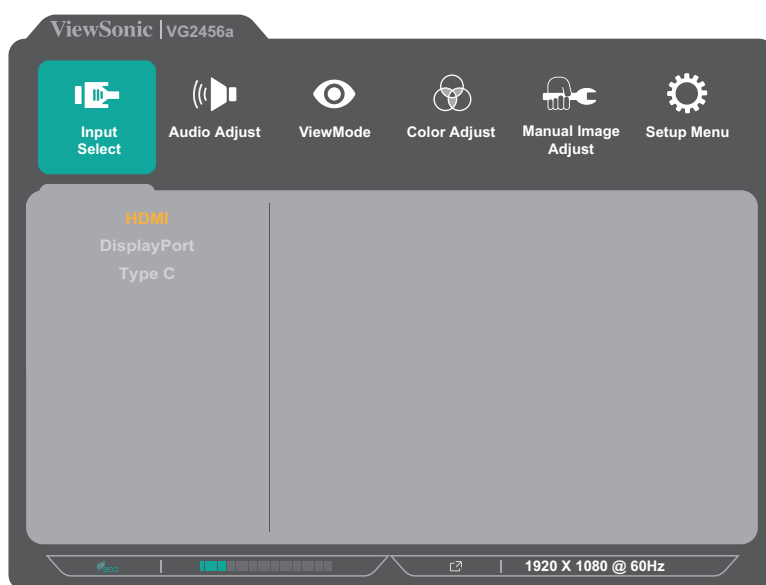 ViewSonic | VG2456a
Input
Select
Audio Adjust
ViewMode
Color Adjust
Manual Image
Adjust
Setup Menu
HDMI
DisplayPort
Type C
eco
1920 X 1080 @ 60Hz